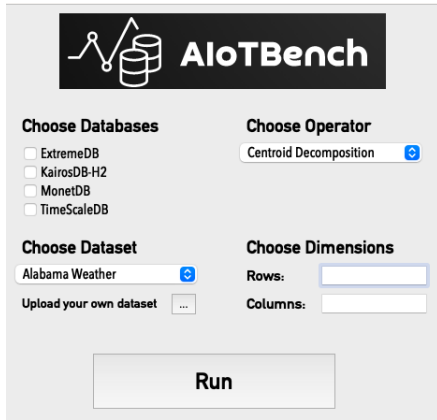 AIoTBench
Choose Databases
ExtremeDB
KairosDB-H2
MonetDB
TimeScaleDB
Choose Operator
Centroid Decomposition
Choose Dataset
Alabama Weather
Upload your own dataset ...
Choose Dimensions
Rows:
Columns:
Run